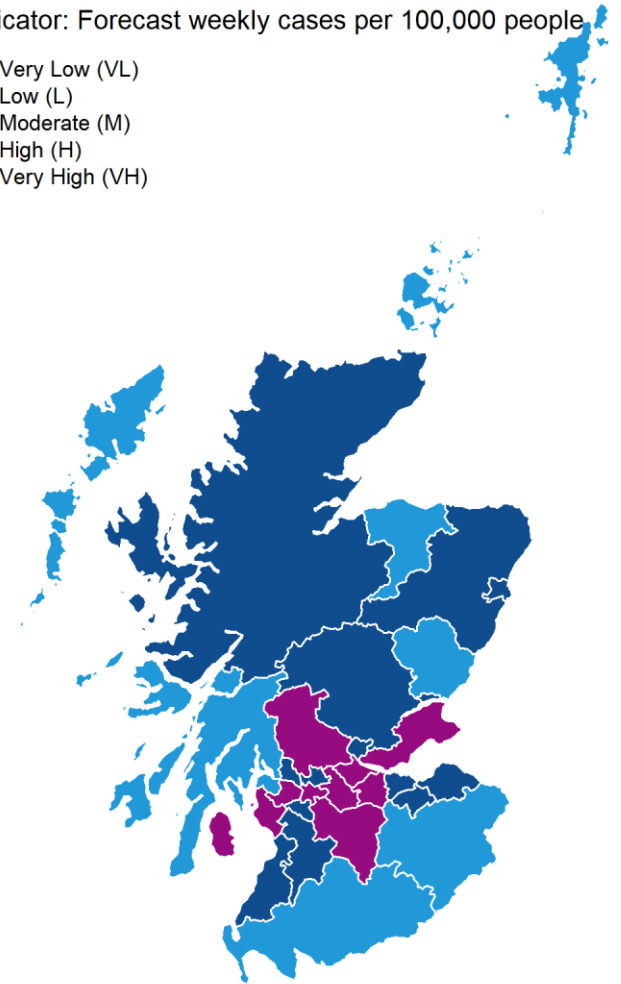 icator: Forecast weekly cases per 100,000 people
Very Low (VL)
Low (L)
Moderate (M)
High (H)
Very High (VH)